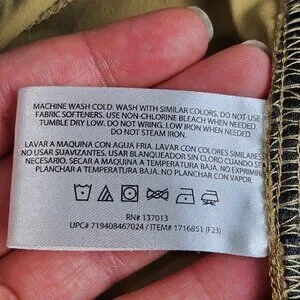 MACHINE WASH COLD. WASH WITH SIMILAR COLORS. DO NOT USE
FABRIC SOFTENERS. USE NON-CHLORINE BLEACH WHEN NEEDED.
TUMBLE DRY LOW. DO NOT WRING. LOW IRON WHEN NEEDED.
DO NOT STEAM IRON.
LAVAR A MAQUINA CON AGUA FRIA. LAVAR CON COLORES SIMILARES
NO USAR SUAVIZANTES. USAR BLANQUEADOR SIN CLORO CUANDO SE
NECESARIO. SECAR A MAQUINA A TEMPERATURA BAJA. NO EXPRIMIR
PLANCHAR A TEMPERATURA BAJA. NO PLANCHAR CON VAPOR.
RN# 137013
UPC# 719408467024 / ITEM# 1716851 (F23)